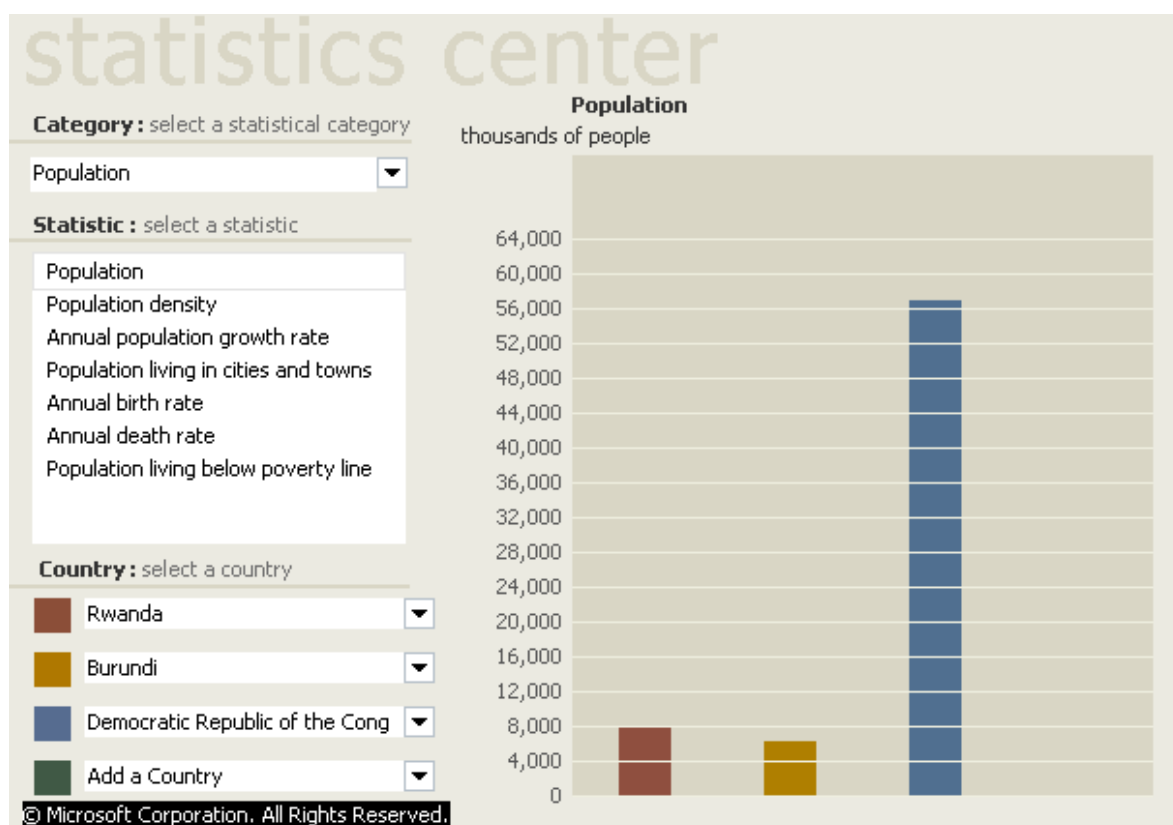 statistics center
Category : select a statistical category
Population
Statistic : select a statistic
Population
Population density
Annual population growth rate
Population living in cities and towns
Annual birth rate
Annual death rate
Population living below poverty line
Country : select a country
Rwanda
Burundi
Democratic Republic of the Cong
Add a Country
© Microsoft Corporation. All Rights Reserved.
Population
thousands of people
64,000
60,000
56,000
52,000
48,000
44,000
40,000
36,000
32,000
28,000
24,000
20,000
16,000
12,000
8,000
4,000
0